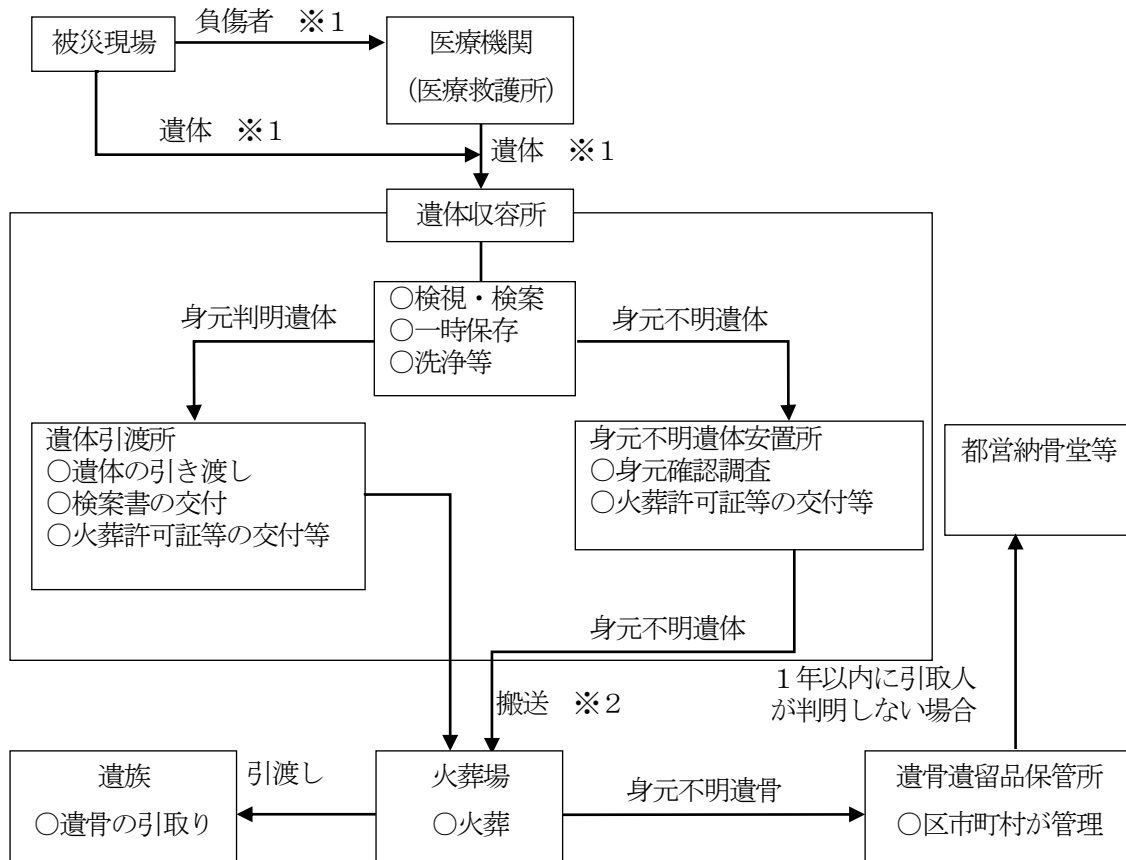 被災現場
負傷者 ※1
医療機関
(医療救護所)
遺体 ※1
遺体 ※1
遺体収容所
○検視・検案
○一時保存
○洗浄等
身元判明遺体
身元不明遺体
遺体引渡所
○遺体の引き渡し
○検案書の交付
○火葬許可証等の交付等
身元不明遺体安置所
○身元確認調査
○火葬許可証等の交付等
都営納骨堂等
身元不明遺体
搬送 ※2
1年以内に引取人
が判明しない場合
遺族
○遺骨の引取り
引渡し
火葬場
○火葬
身元不明遺骨
遺骨遺留品保管所
○区市町村が管理